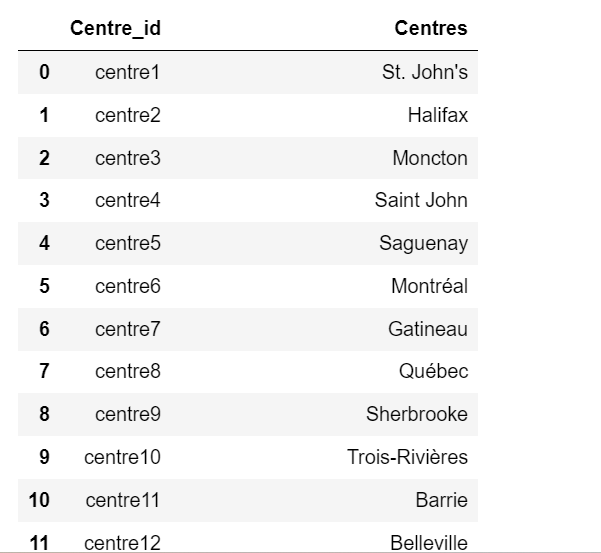 Centre_id Centres
0 centre1 St. John's
1 centre2 Halifax
2 centre3 Moncton
3 centre4 Saint John
4 centre5 Saguenay
5 centre6 Montréal
6 centre7 Gatineau
7 centre8 Québec
8 centre9 Sherbrooke
9 centre10 Trois-Rivières
10 centre11 Barrie
11 centre12 Belleville